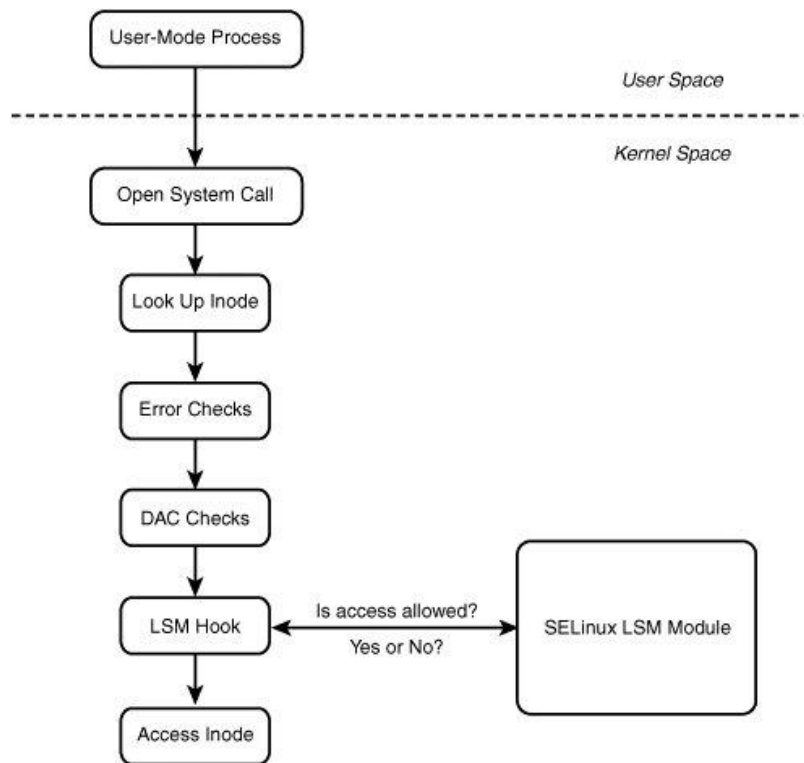 User-Mode Process
User Space
Kernel Space
Open System Call
Look Up Inode
Error Checks
DAC Checks
LSM Hook
Is access allowed?
Yes or No?
SELinux LSM Module
Access Inode